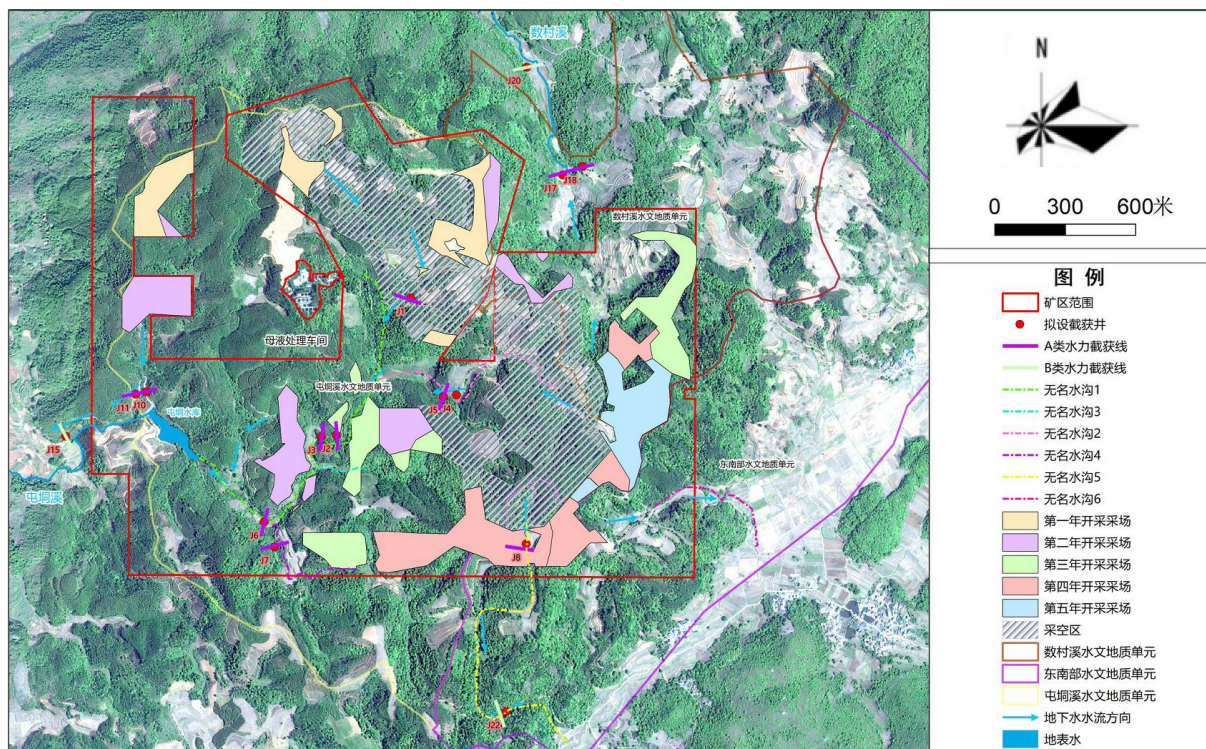 数村溪
J20
J17
J18
数村溪水文地质单元
J1
母液处理车间
屯垌溪水文地质单元
J5
J4
J11
J10
屯垌水库
J15
J3
J2
东南部水文地质单元
屯垌溪
J6
J7
J8
J22
N
0 300 600米
图 例
矿区范围
拟设截获井
A类水力截获线
B类水力截获线
无名水沟1
无名水沟3
无名水沟2
无名水沟4
无名水沟5
无名水沟6
第一年开采采场
第二年开采采场
第三年开采采场
第四年开采采场
第五年开采采场
采空区
数村溪水文地质单元
东南部水文地质单元
屯垌溪水文地质单元
地下水水流方向
地表水